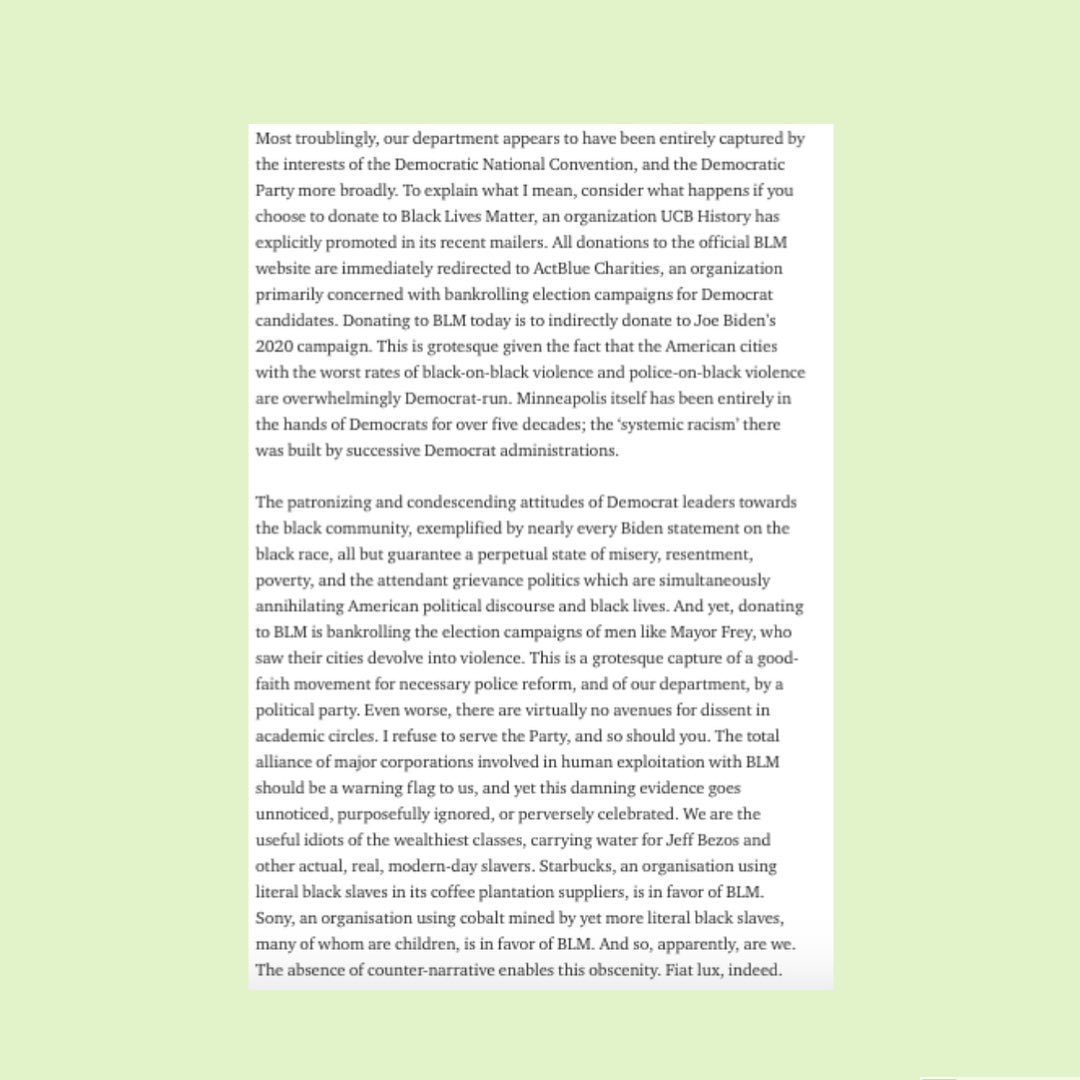 Most troublingly, our department appears to have been entirely captured by
the interests of the Democratic National Convention, and the Democratic
Party more broadly. To explain what I mean, consider what happens if you
choose to donate to Black Lives Matter, an organization UCB History has
explicitly promoted in its recent mailers. All donations to the official BLM
website are immediately redirected to ActBlue Charities, an organization
primarily concerned with bankrolling election campaigns for Democrat
candidates. Donating to BLM today is to indirectly donate to Joe Biden's
2020 campaign. This is grotesque given the fact that the American cities
with the worst rates of black-on-black violence and police-on-black violence
are overwhelmingly Democrat-run. Minneapolis itself has been entirely in
the hands of Democrats for over five decades; the ‘systemic racism’ there
was built by successive Democrat administrations.
The patronizing and condescending attitudes of Democrat leaders towards
the black community, exemplified by nearly every Biden statement on the
black race, all but guarantee a perpetual state of misery, resentment,
poverty, and the attendant grievance politics which are simultaneously
annihilating American political discourse and black lives. And yet, donating
to BLM is bankrolling the election campaigns of men like Mayor Frey, who
saw their cities devolve into violence. This is a grotesque capture of a good-
faith movement for necessary police reform, and of our department, by a
political party. Even worse, there are virtually no avenues for dissent in
academic circles. I refuse to serve the Party, and so should you. The total
alliance of major corporations involved in human exploitation with BLM
should be a warning flag to us, and yet this damning evidence goes
unnoticed, purposefully ignored, or perversely celebrated. We are the
useful idiots of the wealthiest classes, carrying water for Jeff Bezos and
other actual, real, modern-day slavers. Starbucks, an organisation using
literal black slaves in its coffee plantation suppliers, is in favor of BLM.
Sony, an organisation using cobalt mined by yet more literal black slaves,
many of whom are children, is in favor of BLM. And so, apparently, are we.
The absence of counter-narrative enables this obscenity. Fiat lux, indeed.